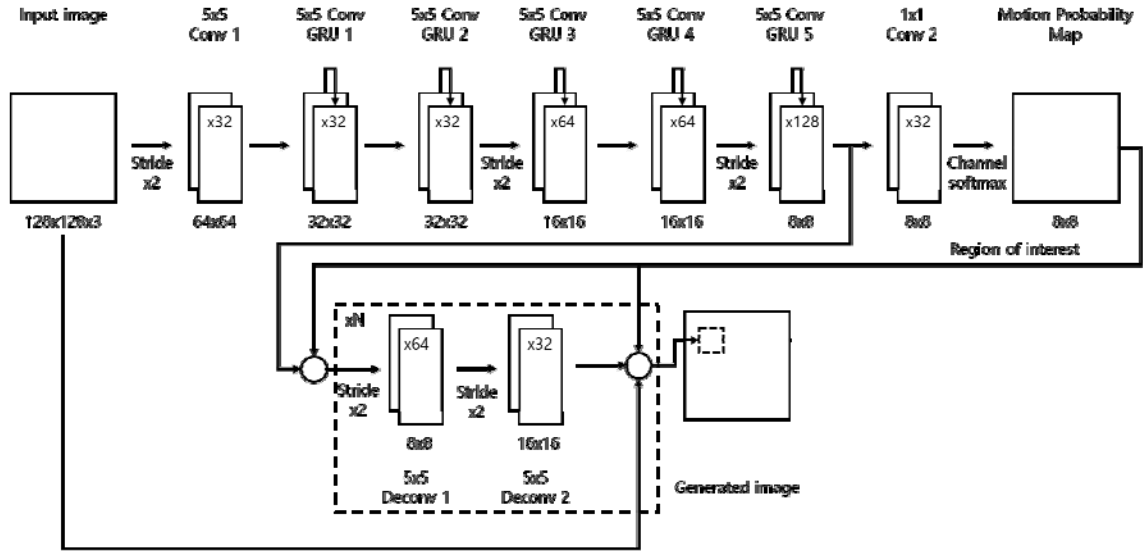 Input image
5x5
Conv 1
5x5 Conv
GRU 1
5x5 Conv
GRU 2
5x5 Conv
GRU 3
5x5 Conv
GRU 4
5x5 Conv
GRU 5
1x1
Conv 2
Motion Probability
Map
x32
x32
x32
x64
x64
x128
x32
Stride
x2
Stride
x2
Stride
x2
Channel
softmax
128x128x3
64x64
32x32
32x32
16x16
16x16
8x8
8x8
8x8
Region of interest
xN
x64
x32
Stride
x2
Stride
x2
8x8
16x16
5x5
Deconv 1
5x5
Deconv 2
Generated image